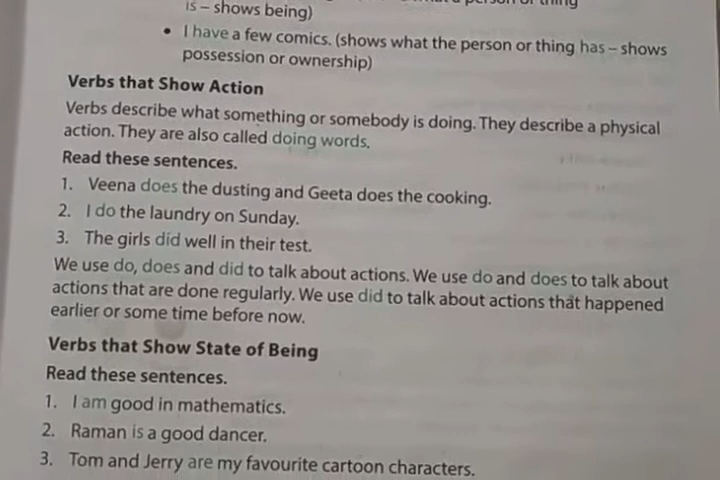 is – shows being)
• I have a few comics. (shows what the person or thing has – shows
possession or ownership)
Verbs that Show Action
Verbs describe what something or somebody is doing. They describe a physical
action. They are also called doing words.
Read these sentences.
1. Veena does the dusting and Geeta does the cooking.
2. I do the laundry on Sunday.
3. The girls did well in their test.
We use do, does and did to talk about actions. We use do and does to talk about
actions that are done regularly. We use did to talk about actions that happened
earlier or some time before now.
Verbs that Show State of Being
Read these sentences.
1. I am good in mathematics.
2. Raman is a good dancer.
3. Tom and Jerry are my favourite cartoon characters.